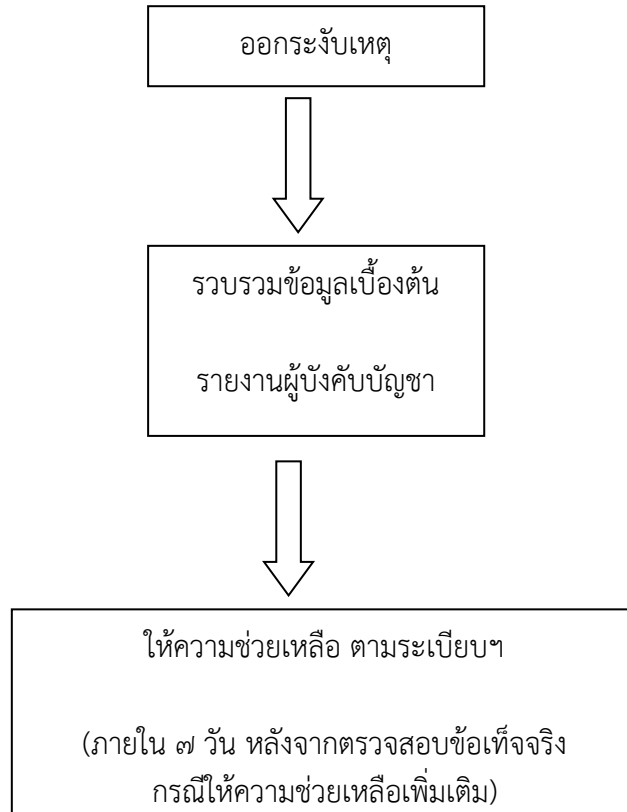 ออกระงับเหตุ
รวบรวมข้อมูลเบื้องต้น
รายงานผู้บังคับบัญชา
ให้ความช่วยเหลือ ตามระเบียบฯ
(ภายใน ๗ วัน หลังจากตรวจสอบข้อเท็จจริง
กรณีให้ความช่วยเหลือเพิ่มเติม)